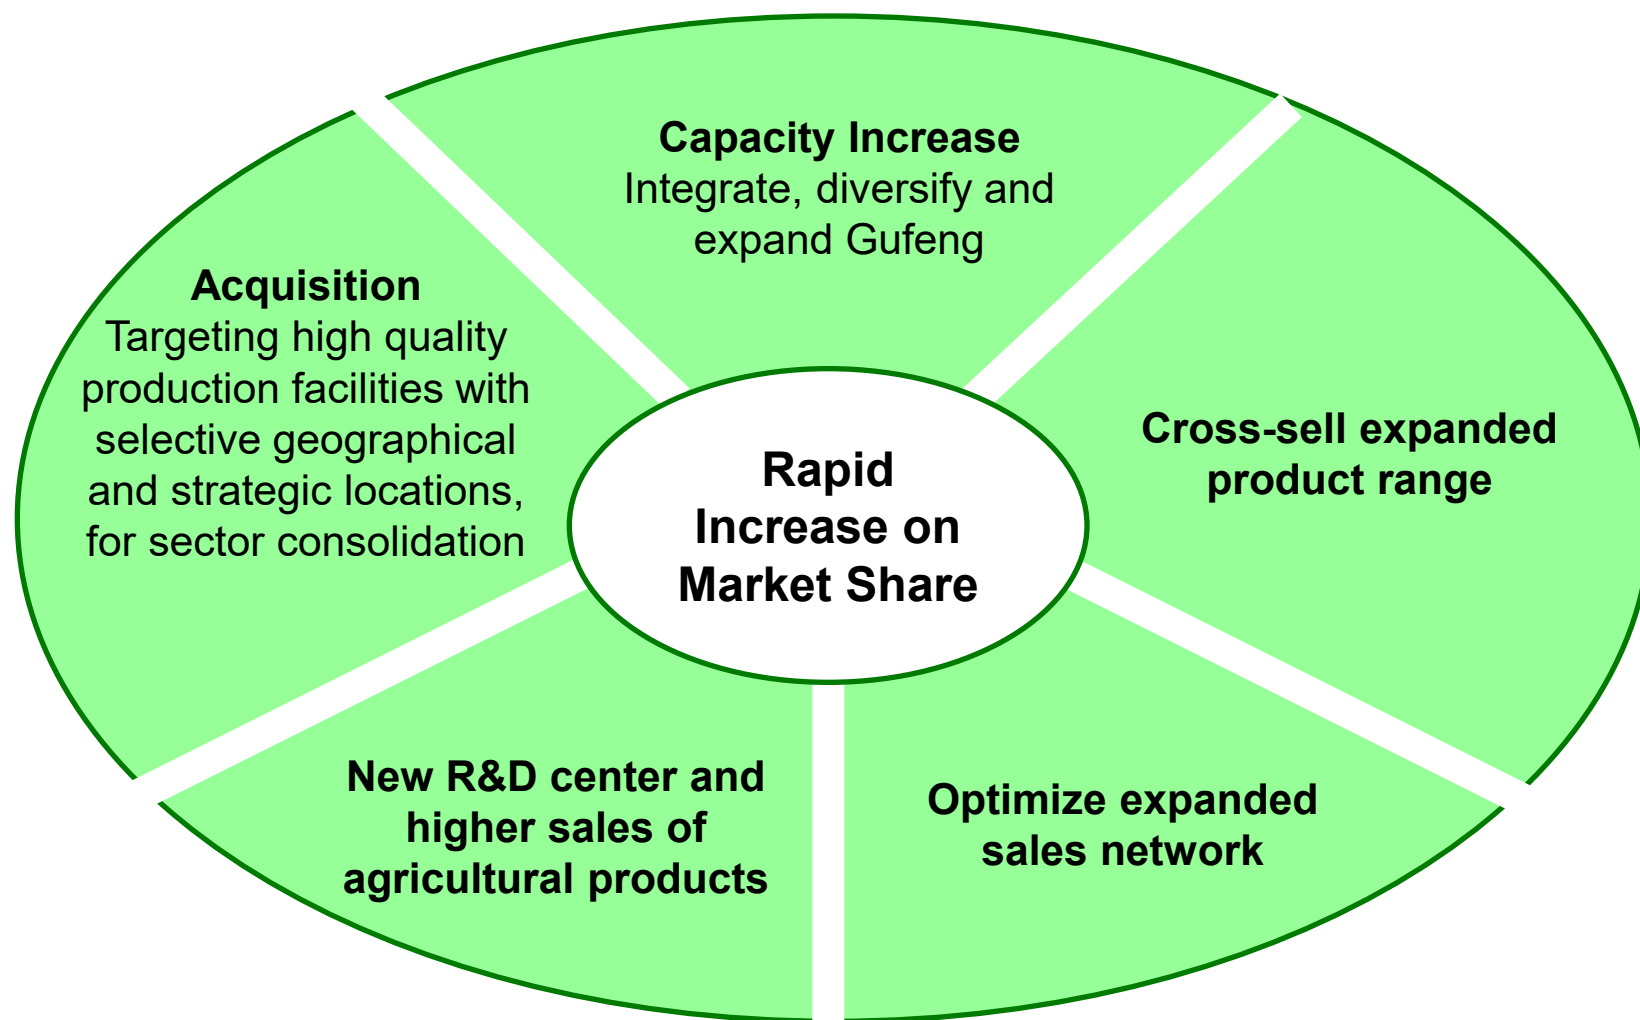 Capacity Increase
Integrate, diversify and
expand Gufeng
Acquisition
Targeting high quality
production facilities with
selective geographical
and strategic locations,
for sector consolidation
Cross-sell expanded
product range
Rapid
Increase on
Market Share
New R&D center and
higher sales of
agricultural products
Optimize expanded
sales network